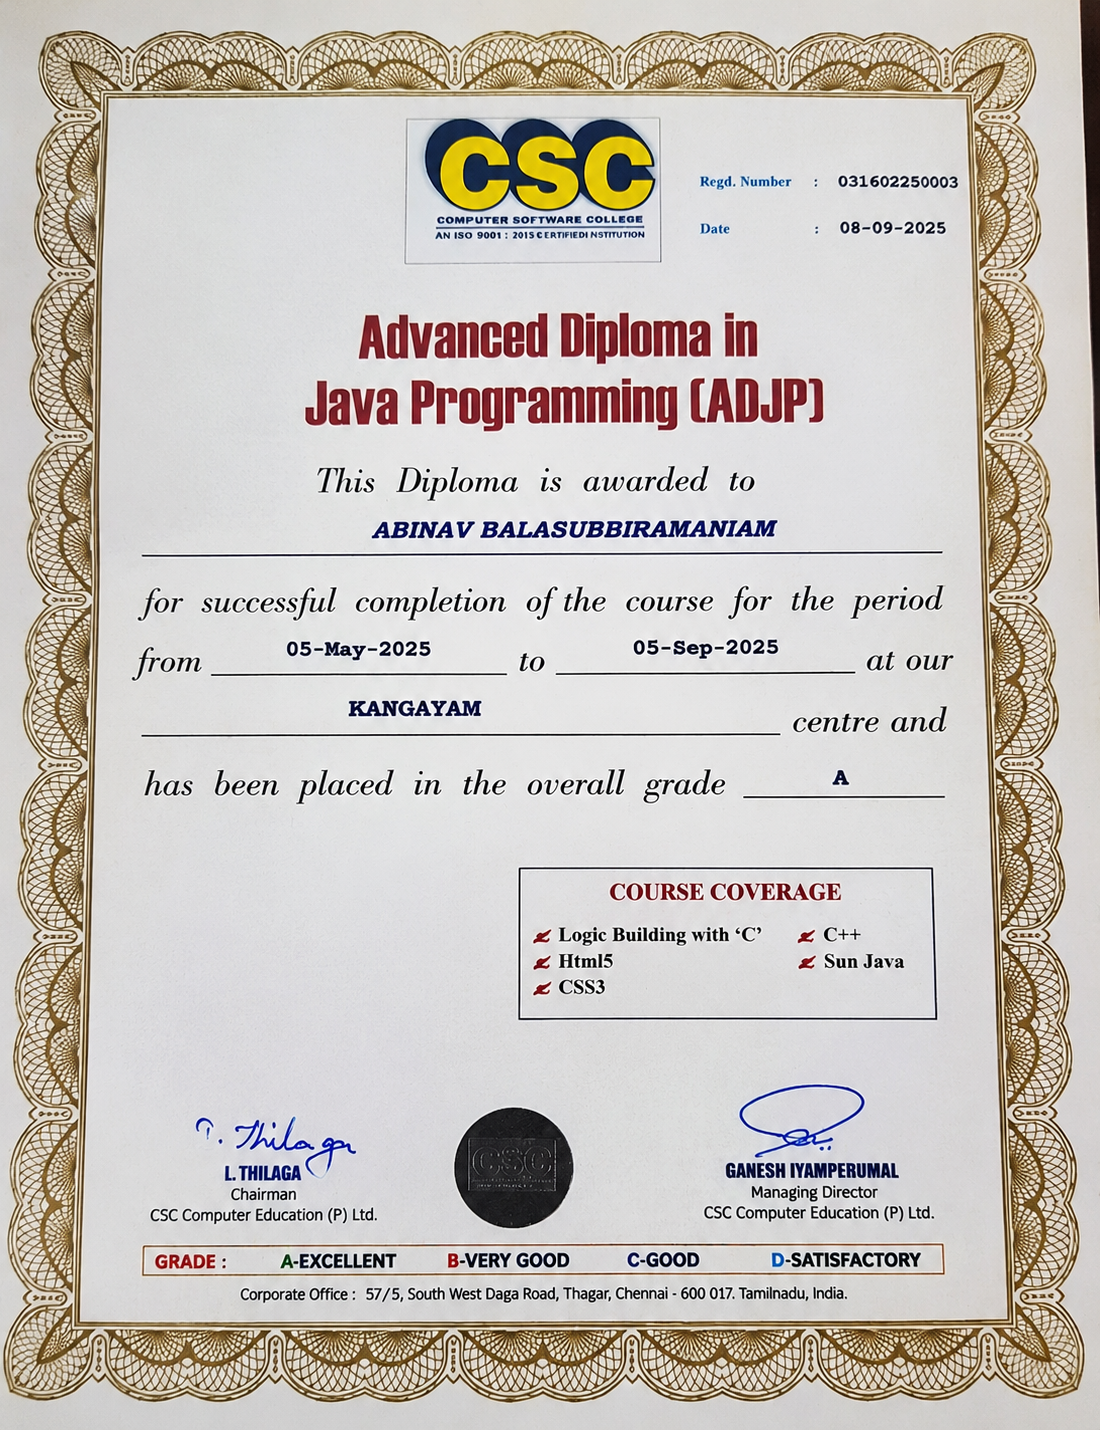 CSC
COMPUTER SOFTWARE COLLEGE
AN ISO 9001 : 2015 CERTIFIEDI NSTITUTION
Regd. Number : 031602250003
Date : 08-09-2025
Advanced Diploma in
Java Programming (ADJP)
This Diploma is awarded to
ABINAV BALASUBBIRAMANIAM
for successful completion of the course for the period
from 05-May-2025 to 05-Sep-2025 at our
KANGAYAM centre and
has been placed in the overall grade A
COURSE COVERAGE
Logic Building with ‘C’ C++
Html5 Sun Java
CSS3
T. Thilaga
L. THILAGA
Chairman
CSC Computer Education (P) Ltd.
CSC
GANESH IYAMPERUMAL
Managing Director
CSC Computer Education (P) Ltd.
GRADE : A-EXCELLENT B-VERY GOOD C-GOOD D-SATISFACTORY
Corporate Office : 57/5, South West Daga Road, Thagar, Chennai - 600 017. Tamilnadu, India.